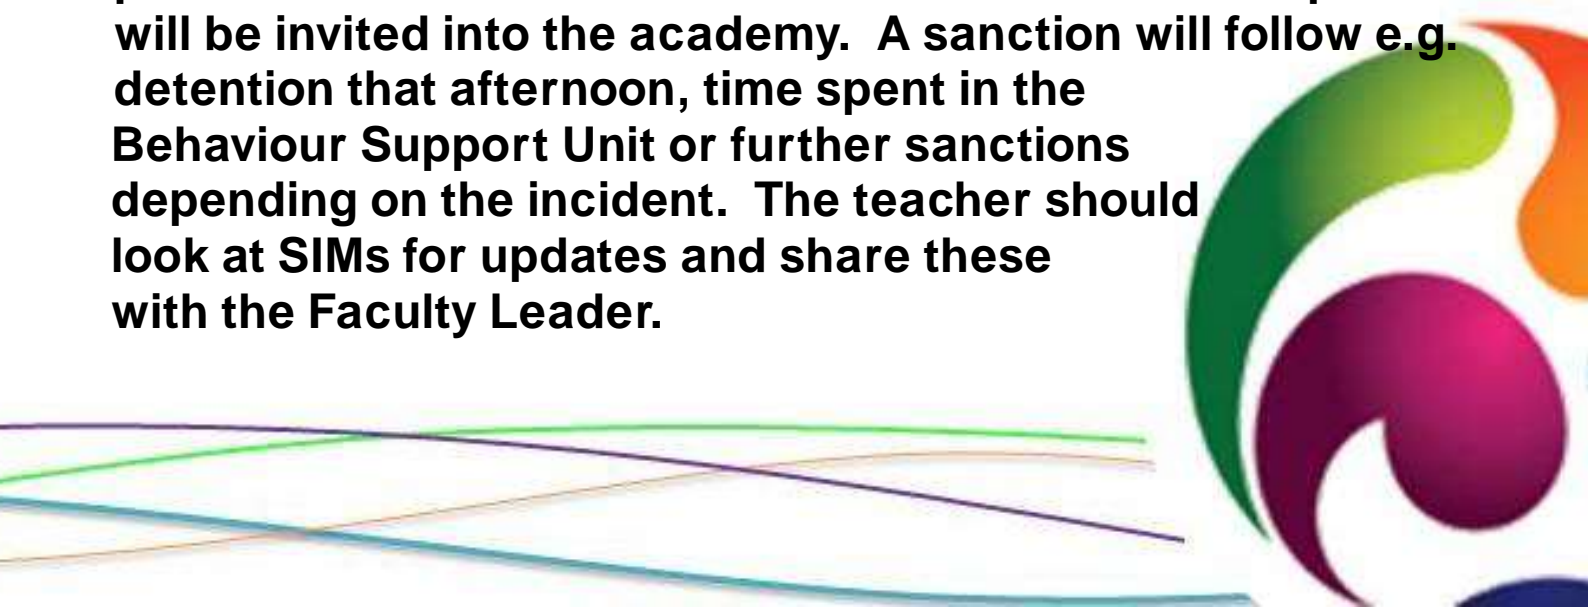 will be invited into the academy.  A sanction will follow e.g.
detention that afternoon, time spent in the
Behaviour Support Unit or further sanctions
depending on the incident.  The teacher should
look at SIMs for updates and share these
with the Faculty Leader.